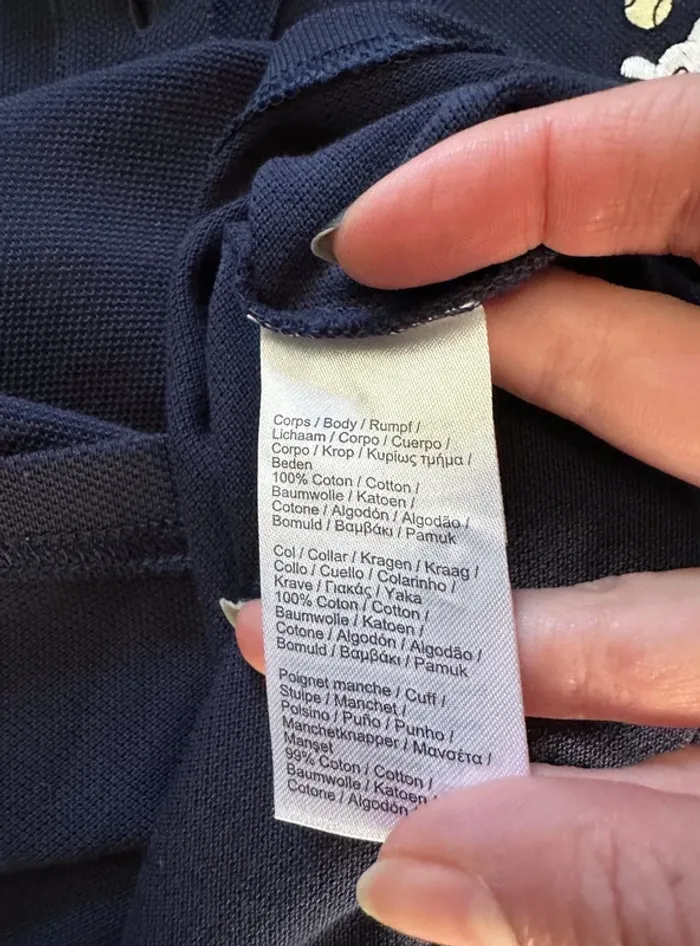 Corps / Body / Rumpf /
Lichaam / Corpo / Cuerpo /
Corpo / Krop / Κυρίως τμήμα /
Beden
100% Coton / Cotton /
Baumwolle / Katoen /
Cotone / Algodón / Algodão /
Bomuld / Βαμβάκι / Pamuk
Col / Collar / Kragen / Kraag /
Collo / Cuello / Colarinho /
Krave / Γιακάς / Yaka
100% Coton / Cotton /
Baumwolle / Katoen /
Cotone / Algodón / Algodão /
Bomuld / Βαμβάκι / Pamuk
Poignet manche / Cuff /
Stulpe / Manchet /
Polsino / Puño / Punho /
Manchetknapper / Μανσέτα /
Manset
99% Coton / Cotton /
Baumwolle / Katoen /
Cotone / Algodón